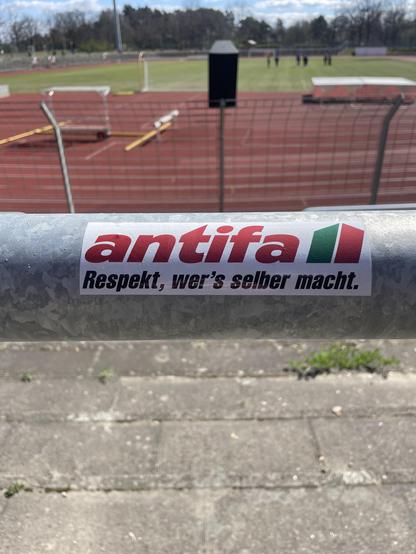 antifa
Respekt, wer's selber macht.